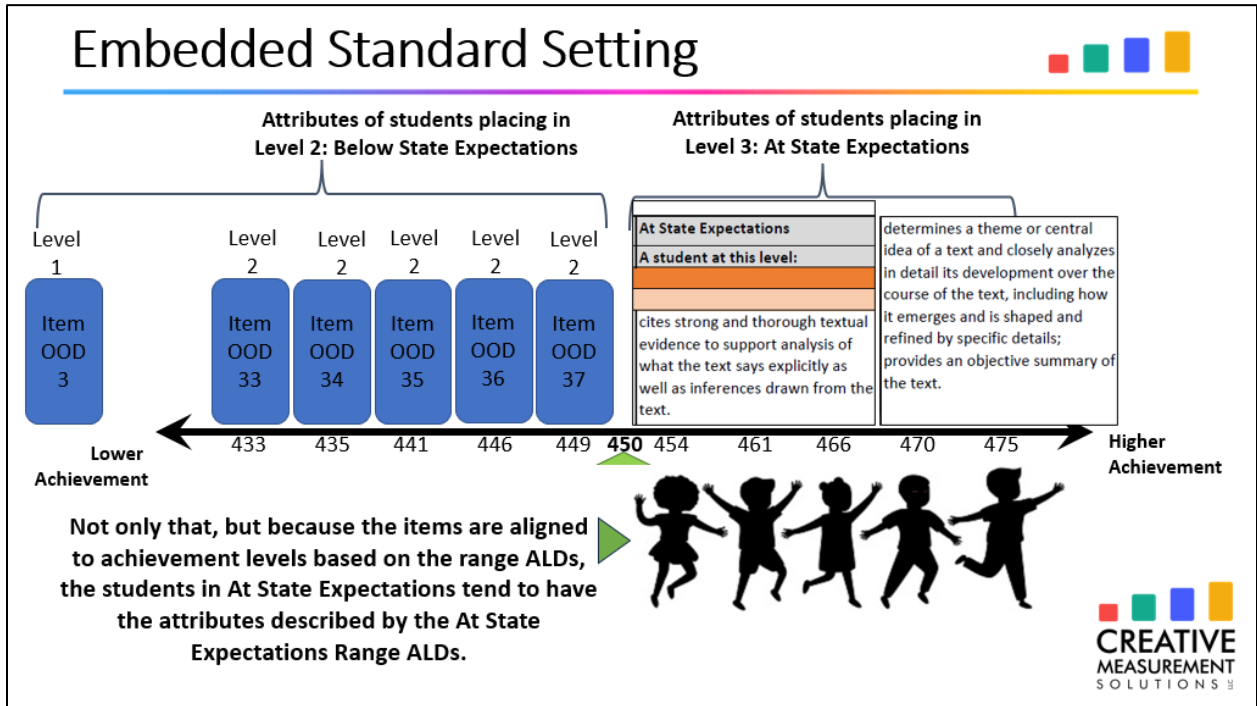 Embedded Standard Setting
Attributes of students placing in
Level 2: Below State Expectations
Attributes of students placing in
Level 3: At State Expectations
Level
1
Level
2
Level
2
Level
2
Level
2
Level
2
Item
OOD
3
Item
OOD
33
Item
OOD
34
Item
OOD
35
Item
OOD
36
Item
OOD
37
At State Expectations
A student at this level:
cites strong and thorough textual
evidence to support analysis of
what the text says explicitly as
well as inferences drawn from the
text.
determines a theme or central
idea of a text and closely analyzes
in detail its development over the
course of the text, including how
it emerges and is shaped and
refined by specific details;
provides an objective summary of
the text.
Lower
Achievement
433 435 441 446 449 450 454 461 466 470 475
Higher
Achievement
Not only that, but because the items are aligned
to achievement levels based on the range ALDs,
the students in At State Expectations tend to have
the attributes described by the At State
Expectations Range ALDs.
CREATIVE
MEASUREMENT
SOLUTIONS LLC